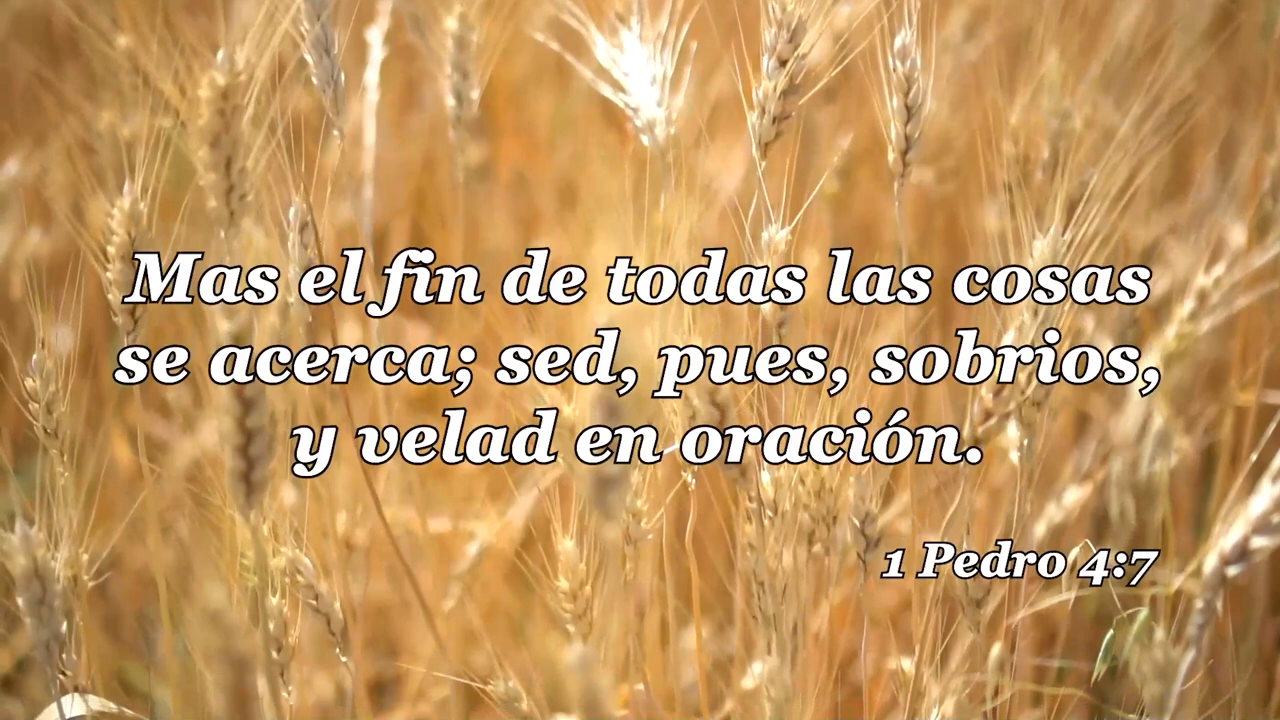 Mas el fin de todas las cosas
se acerca; sed, pues, sobrios,
y velad en oración.
1 Pedro 4:7